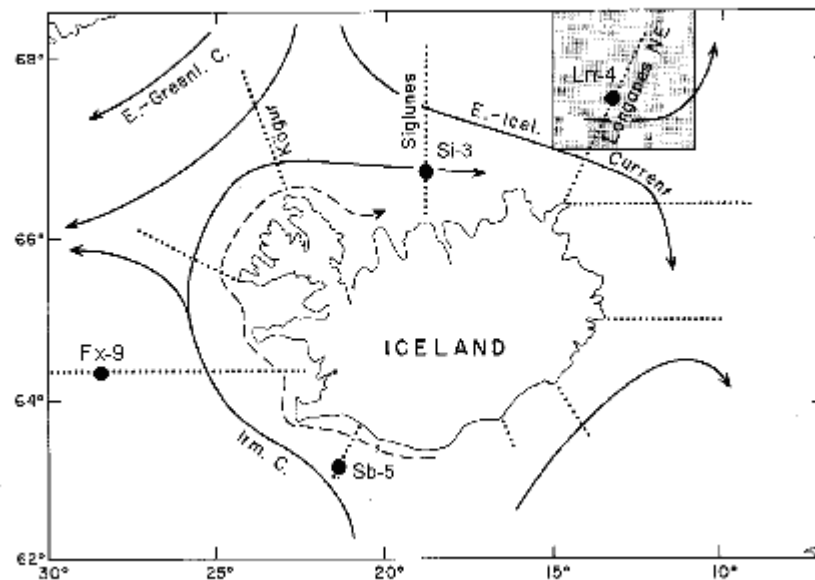 68°
E.-Greenl. C.
Kogur
Siglunes
Si-3
E.-Icel.
Current
Ln-4
Langanes NE
66°
ICELAND
Fx-9
64°
Irm. C.
Sb-5
62°
30° 25° 20° 15° 10°